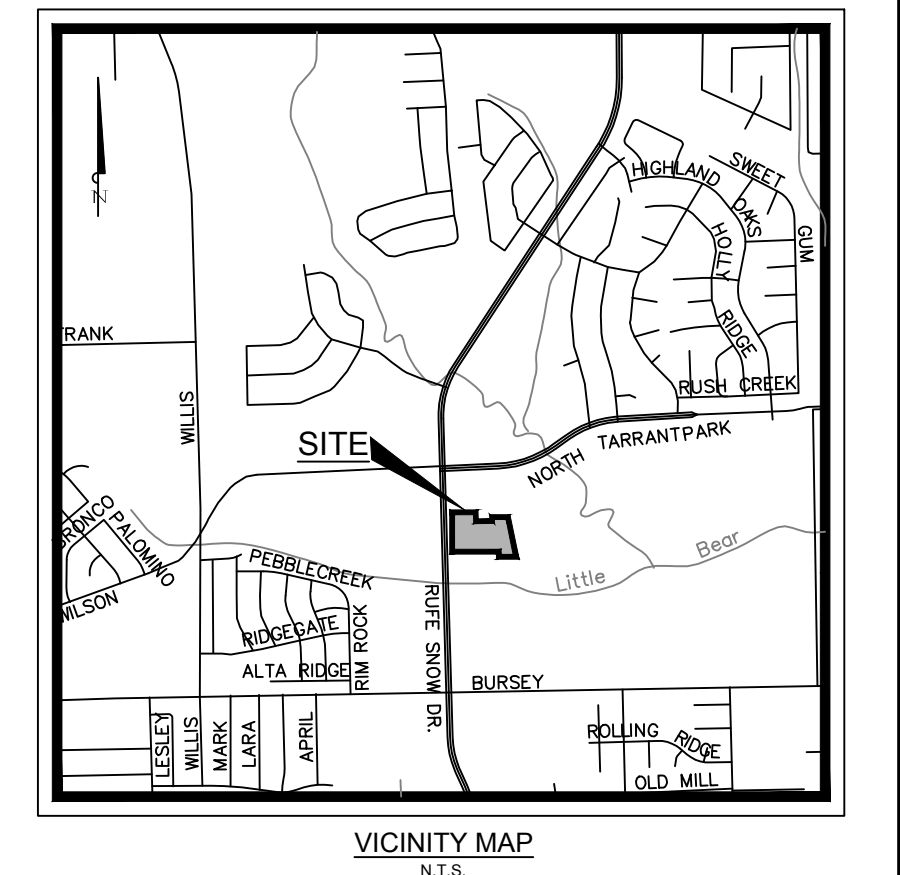 N
SWEET
HIGHLAND
OAKS
HOLLY
GUM
RIDGE
TRANK
RUSH CREEK
WILLIS
NORTH TARRANTPARK
SITE
BRONCO
PALOMINO
WILSON
PEBBLECREEK
Little Bear
RIDGEGATE
RIM ROCK
RUFE SNOW DR.
ALTA RIDGE
BURSEY
LESLEY
WILLIS
MARK
LARA
APRIL
ROLLING RIDGE
OLD MILL
VICINITY MAP
N.T.S.